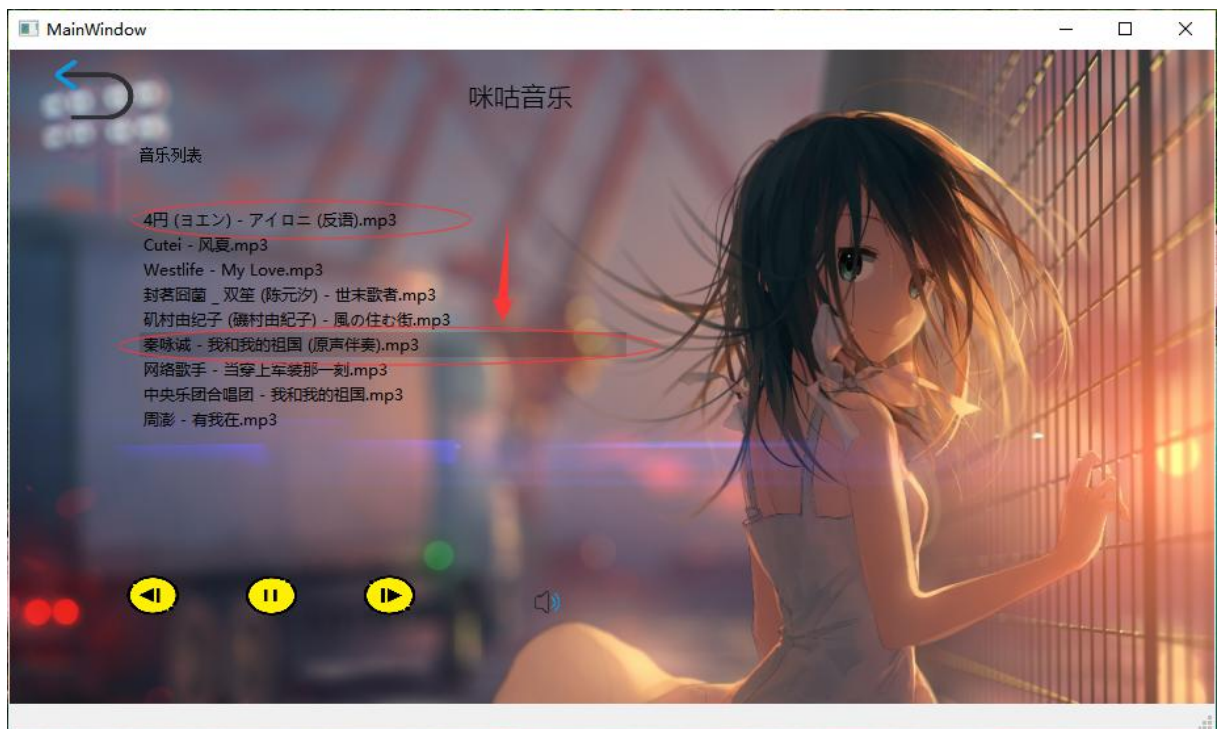 MainWindow
咪咕音乐
音乐列表
4円 (ヨエン) - アイロニ (反语).mp3
Cutei - 风夏.mp3
Westlife - My Love.mp3
封茗囧菌 _ 双笙 (陈元汐) - 世末歌者.mp3
矶村由纪子 (磯村由紀子) - 風の住む街.mp3
秦咏诚 - 我和我的祖国 (原声伴奏).mp3
网络歌手 - 当穿上军装那一刻.mp3
中央乐团合唱团 - 我和我的祖国.mp3
周澎 - 有我在.mp3